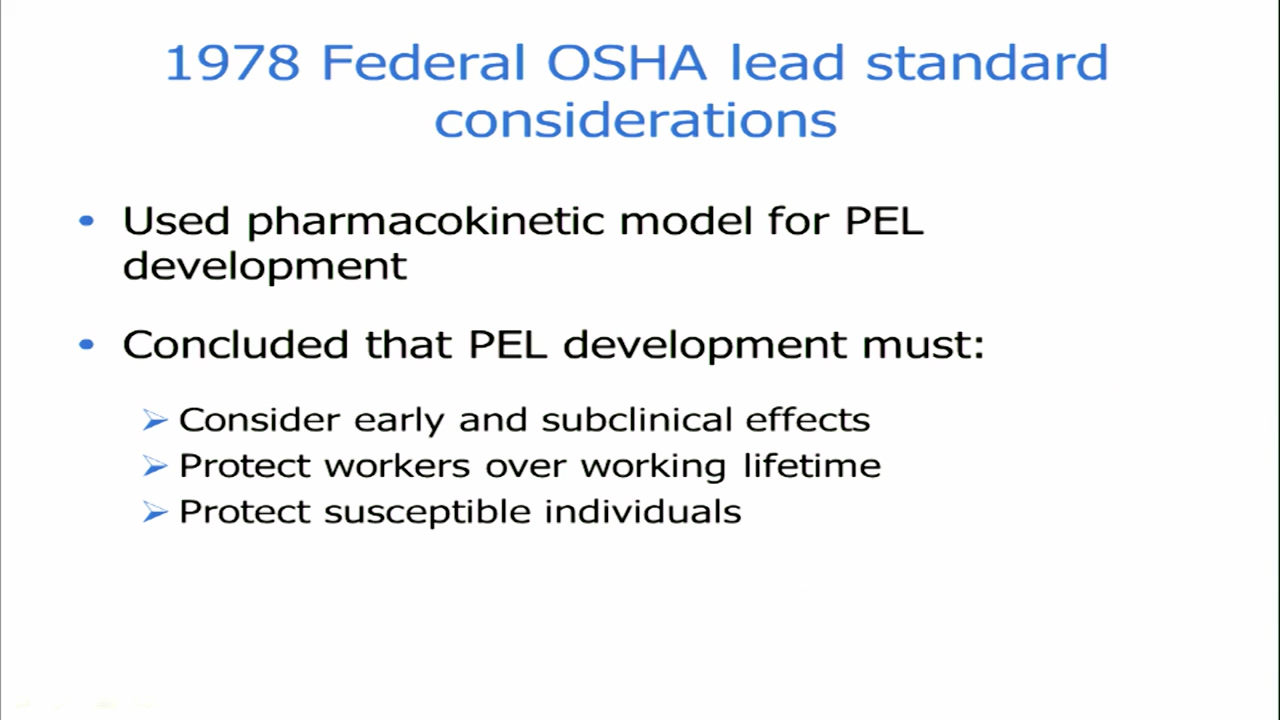 1978 Federal OSHA lead standard
considerations
• Used pharmacokinetic model for PEL
development
• Concluded that PEL development must:
➢ Consider early and subclinical effects
➢ Protect workers over working lifetime
➢ Protect susceptible individuals